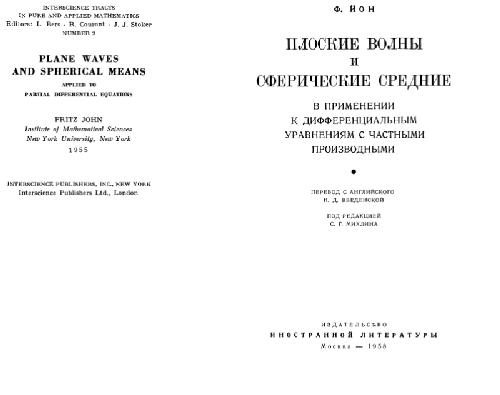 INTERSCIENCE TRACTS
IN PURE AND APPLIED MATHEMATICS
Editors: L. Bers · R. Courant · J. J. Stoker
NUMBER 2
PLANE WAVES
AND SPHERICAL MEANS
APPLIED TO
PARTIAL DIFFERENTIAL EQUATIONS
FRITZ JOHN
Institute of Mathematical Sciences
New York University, New York
1955
INTERSCIENCE PUBLISHERS, INC., NEW YORK
Interscience Publishers Ltd., London
Ф. ИОН
ПЛОСКИЕ ВОЛНЫ
И
СФЕРИЧЕСКИЕ СРЕДНИЕ
В ПРИМЕНЕНИИ
К ДИФФЕРЕНЦИАЛЬНЫМ
УРАВНЕНИЯМ С ЧАСТНЫМИ
ПРОИЗВОДНЫМИ
ПЕРЕВОД С АНГЛИЙСКОГО
Н. Д. ВВЕДЕНСКОЙ
ПОД РЕДАКЦИЕЙ
С. Г. МИХЛИНА
ИЗДАТЕЛЬСТВО
ИНОСТРАННОЙ ЛИТЕРАТУРЫ
Москва — 1958